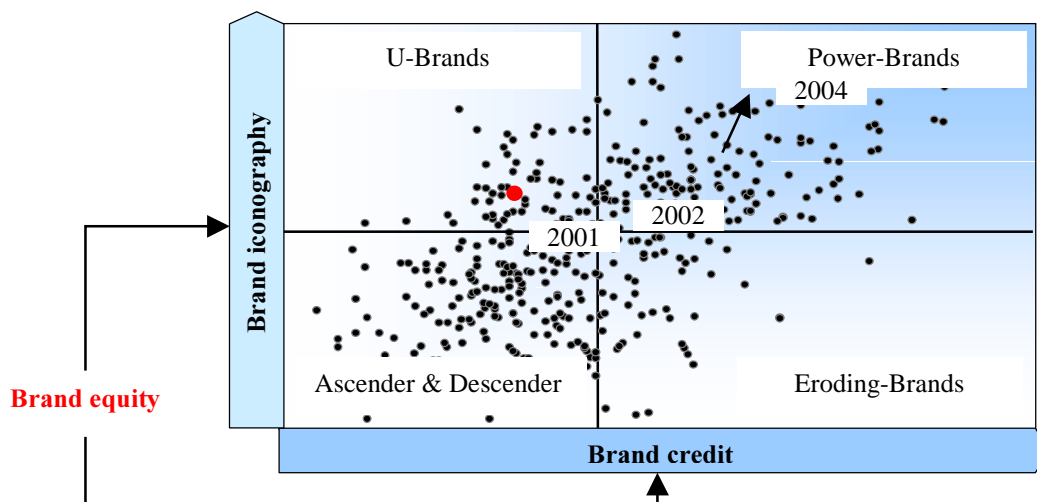 U-Brands
Power-Brands
2004
Brand iconography
2002
2001
Ascender & Descender
Eroding-Brands
Brand equity
Brand credit